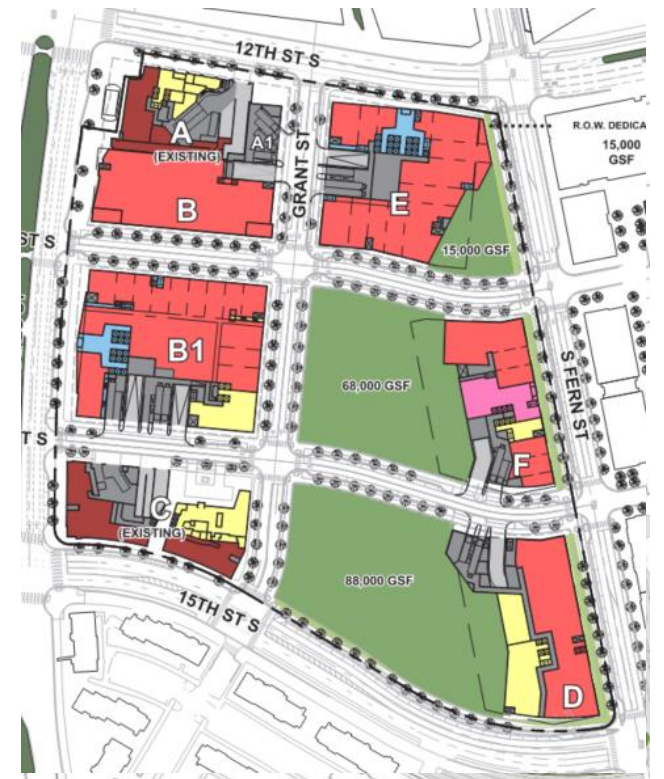 12TH ST S
A
(EXISTING)
A1
B
GRANT ST
E
R.O.W. DEDICA
15,000
GSF
15,000 GSF
ST S
B1
68,000 GSF
S FERN ST
F
T S
C
(EXISTING)
88,000 GSF
15TH ST S
D